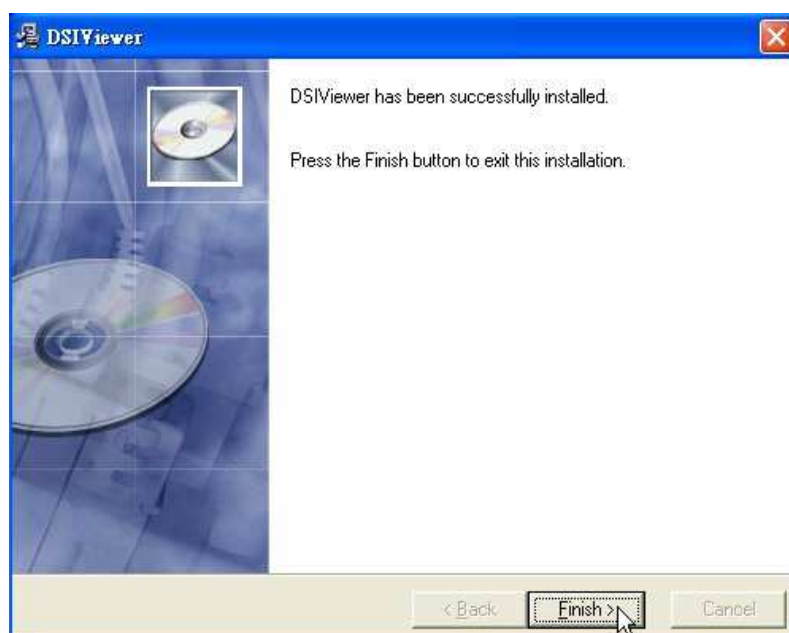 DSIViewer
DSIViewer has been successfully installed.
Press the Finish button to exit this installation.
< Back
Finish >
Cancel